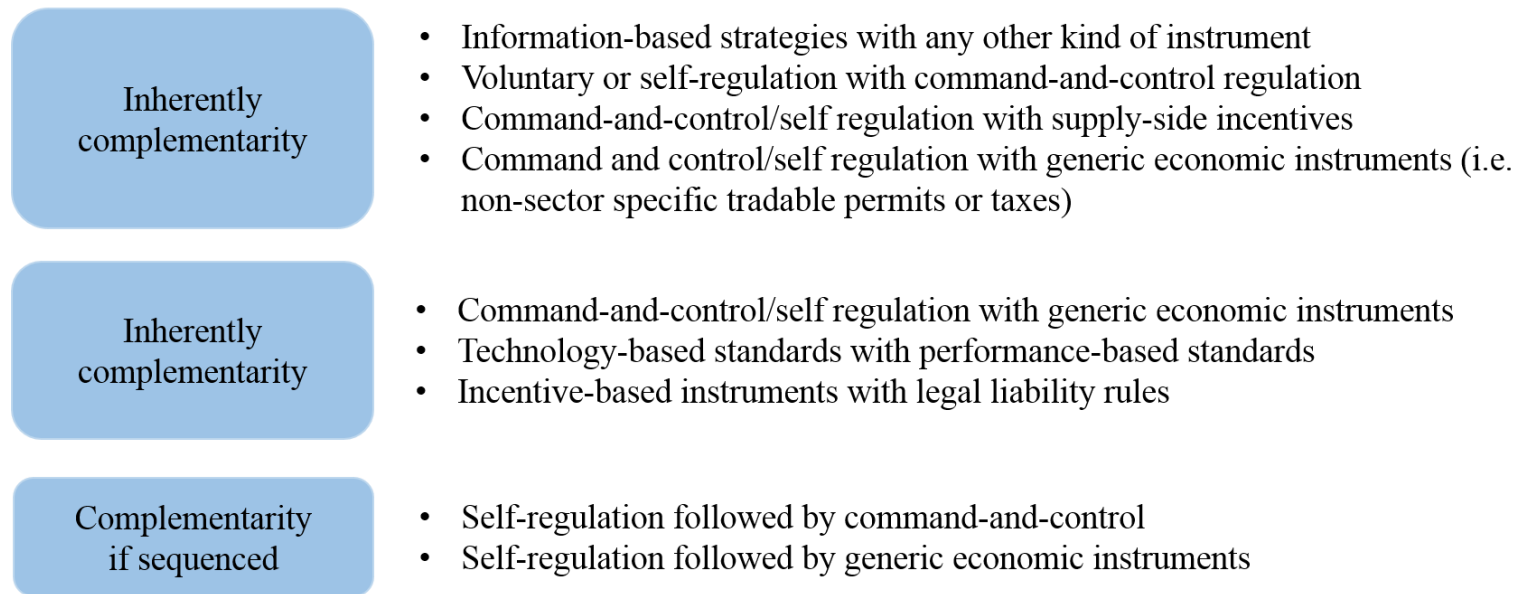 Inherently
complementarity
• Information-based strategies with any other kind of instrument
• Voluntary or self-regulation with command-and-control regulation
• Command-and-control/self regulation with supply-side incentives
• Command and control/self regulation with generic economic instruments (i.e.
non-sector specific tradable permits or taxes)
Inherently
complementarity
• Command-and-control/self regulation with generic economic instruments
• Technology-based standards with performance-based standards
• Incentive-based instruments with legal liability rules
Complementarity
if sequenced
• Self-regulation followed by command-and-control
• Self-regulation followed by generic economic instruments